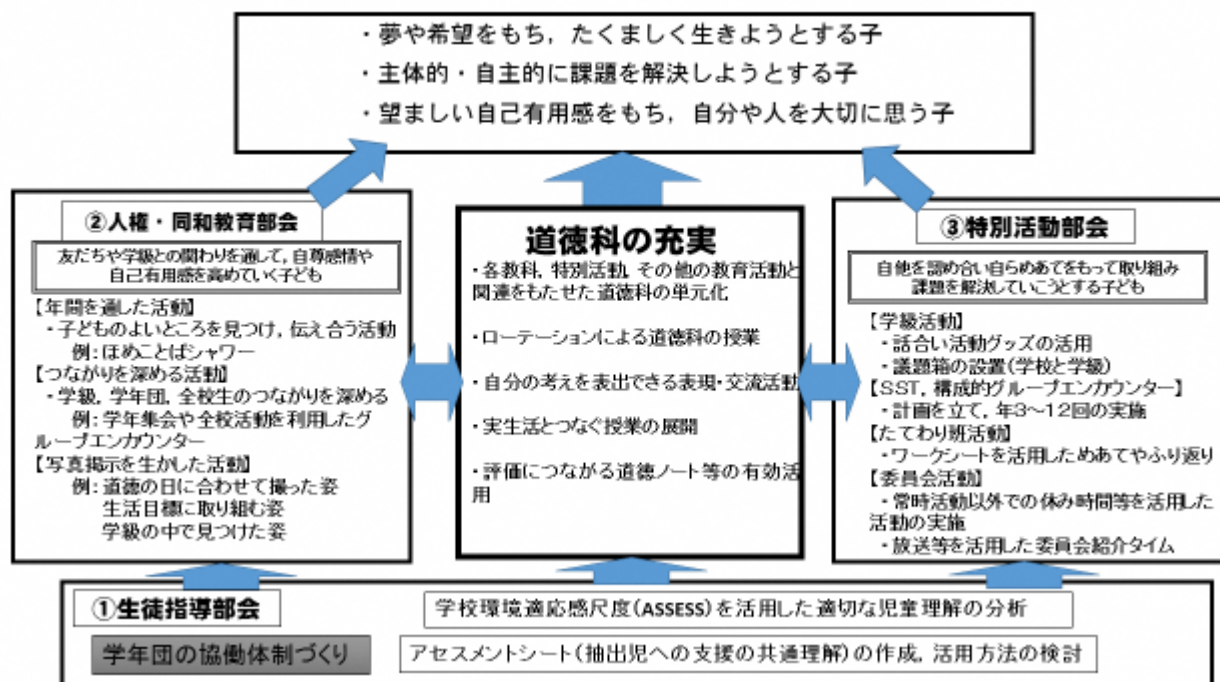 ・夢や希望をもち，たくましく生きようとする子
・主体的・自主的に課題を解決しようとする子
・望ましい自己有用感をもち，自分や人を大切に思う子
②人権・同和教育部会
友だちや学級との関わりを通して，自尊感情や
自己有用感を高めていく子ども
【年間を通した活動】
・子どものよいところを見つけ，伝え合う活動
例：ほめことばシャワー
【つながりを深める活動】
・学級，学年団，全校生のつながりを深める
例：学年集会や全校活動を利用したグ
ループエンカウンター
【写真掲示を生かした活動】
例：道徳の日に合わせて撮った姿
生活目標に取り組む姿
学級の中で見つけた姿
道徳科の充実
・各教科，特別活動，その他の教育活動と
関連をもたせた道徳科の単元化
・ローテーションによる道徳科の授業
・自分の考えを表出できる表現・交流活動
・実生活とつなぐ授業の展開
・評価につながる道徳ノート等の有効活
用
③特別活動部会
自他を認め合い自らめあてをもって取り組み
課題を解決していこうとする子ども
【学級活動】
・話合い活動グッズの活用
・議題箱の設置（学校と学級）
【SST，構成的グループエンカウンター】
・計画を立て，年3～12回の実施
【たてわり班活動】
・ワークシートを活用しためあてやふり返り
【委員会活動】
・常時活動以外での休み時間等を活用した
活動の実施
・放送等を活用した委員会紹介タイム
①生徒指導部会
学校環境適応感尺度（ASSESS）を活用した適切な児童理解の分析
学年団の協働体制づくり
アセスメントシート（抽出児への支援の共通理解）の作成，活用方法の検討